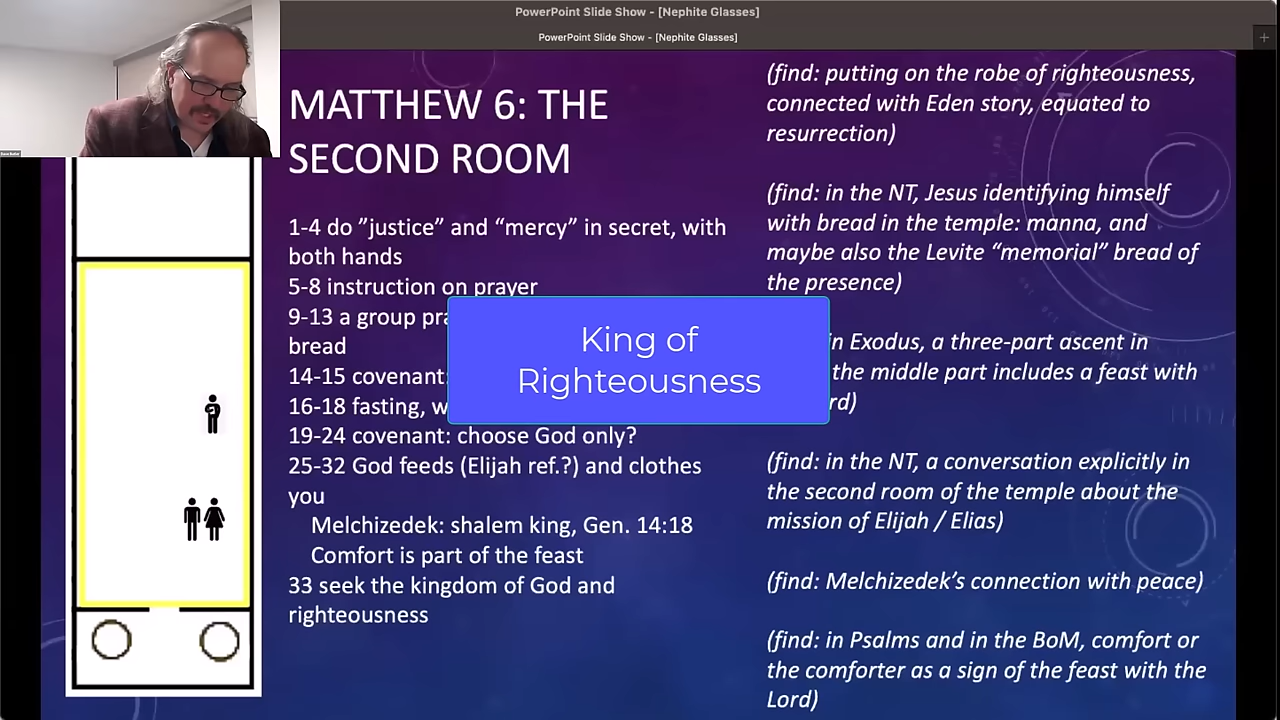 PowerPoint Slide Show - [Nephite Glasses]
PowerPoint Slide Show - [Nephite Glasses]
MATTHEW 6: THE
SECOND ROOM
1-4 do ”justice” and “mercy” in secret, with
both hands
5-8 instruction on prayer
9-13 a group
bread
14-15 covenant:
16-18 fasting,
19-24 covenant: choose God only?
25-32 God feeds (Elijah ref.?) and clothes
you
Melchizedek: shalem king, Gen. 14:18
Comfort is part of the feast
33 seek the kingdom of God and
righteousness
King of
Righteousness
(find: putting on the robe of righteousness,
connected with Eden story, equated to
resurrection)
(find: in the NT, Jesus identifying himself
with bread in the temple: manna, and
maybe also the Levite “memorial” bread of
the presence)
in Exodus, a three-part ascent in
the middle part includes a feast with
(find: in the NT, a conversation explicitly in
the second room of the temple about the
mission of Elijah / Elias)
(find: Melchizedek’s connection with peace)
(find: in Psalms and in the BoM, comfort or
the comforter as a sign of the feast with the
Lord)